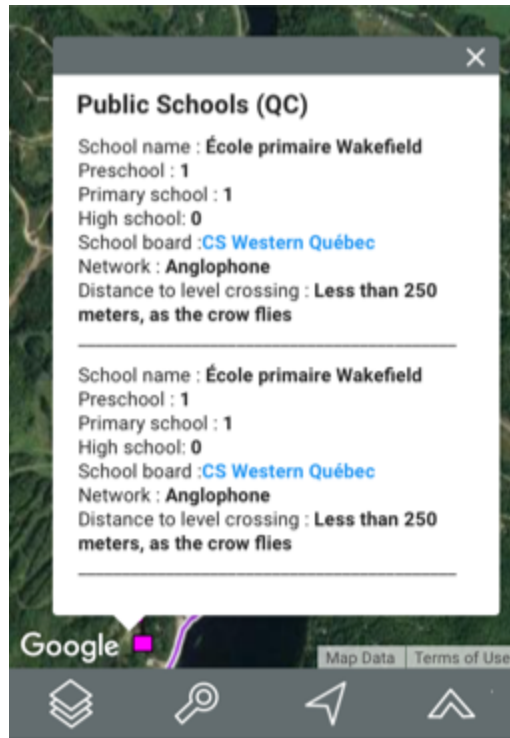 Public Schools (QC)
School name : École primaire Wakefield
Preschool : 1
Primary school : 1
High school: 0
School board :CS Western Québec
Network : Anglophone
Distance to level crossing : Less than 250
meters, as the crow flies
School name : École primaire Wakefield
Preschool : 1
Primary school : 1
High school: 0
School board :CS Western Québec
Network : Anglophone
Distance to level crossing : Less than 250
meters, as the crow flies
Google
Map Data
Terms of Use